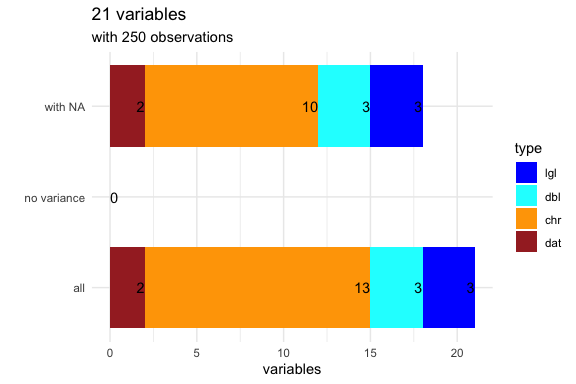 21 variables
with 250 observations
with NA
2
10
3
3
no variance
0
all
2
13
3
3
0
5
10
15
20
variables
type
lgl
dbl
chr
dat